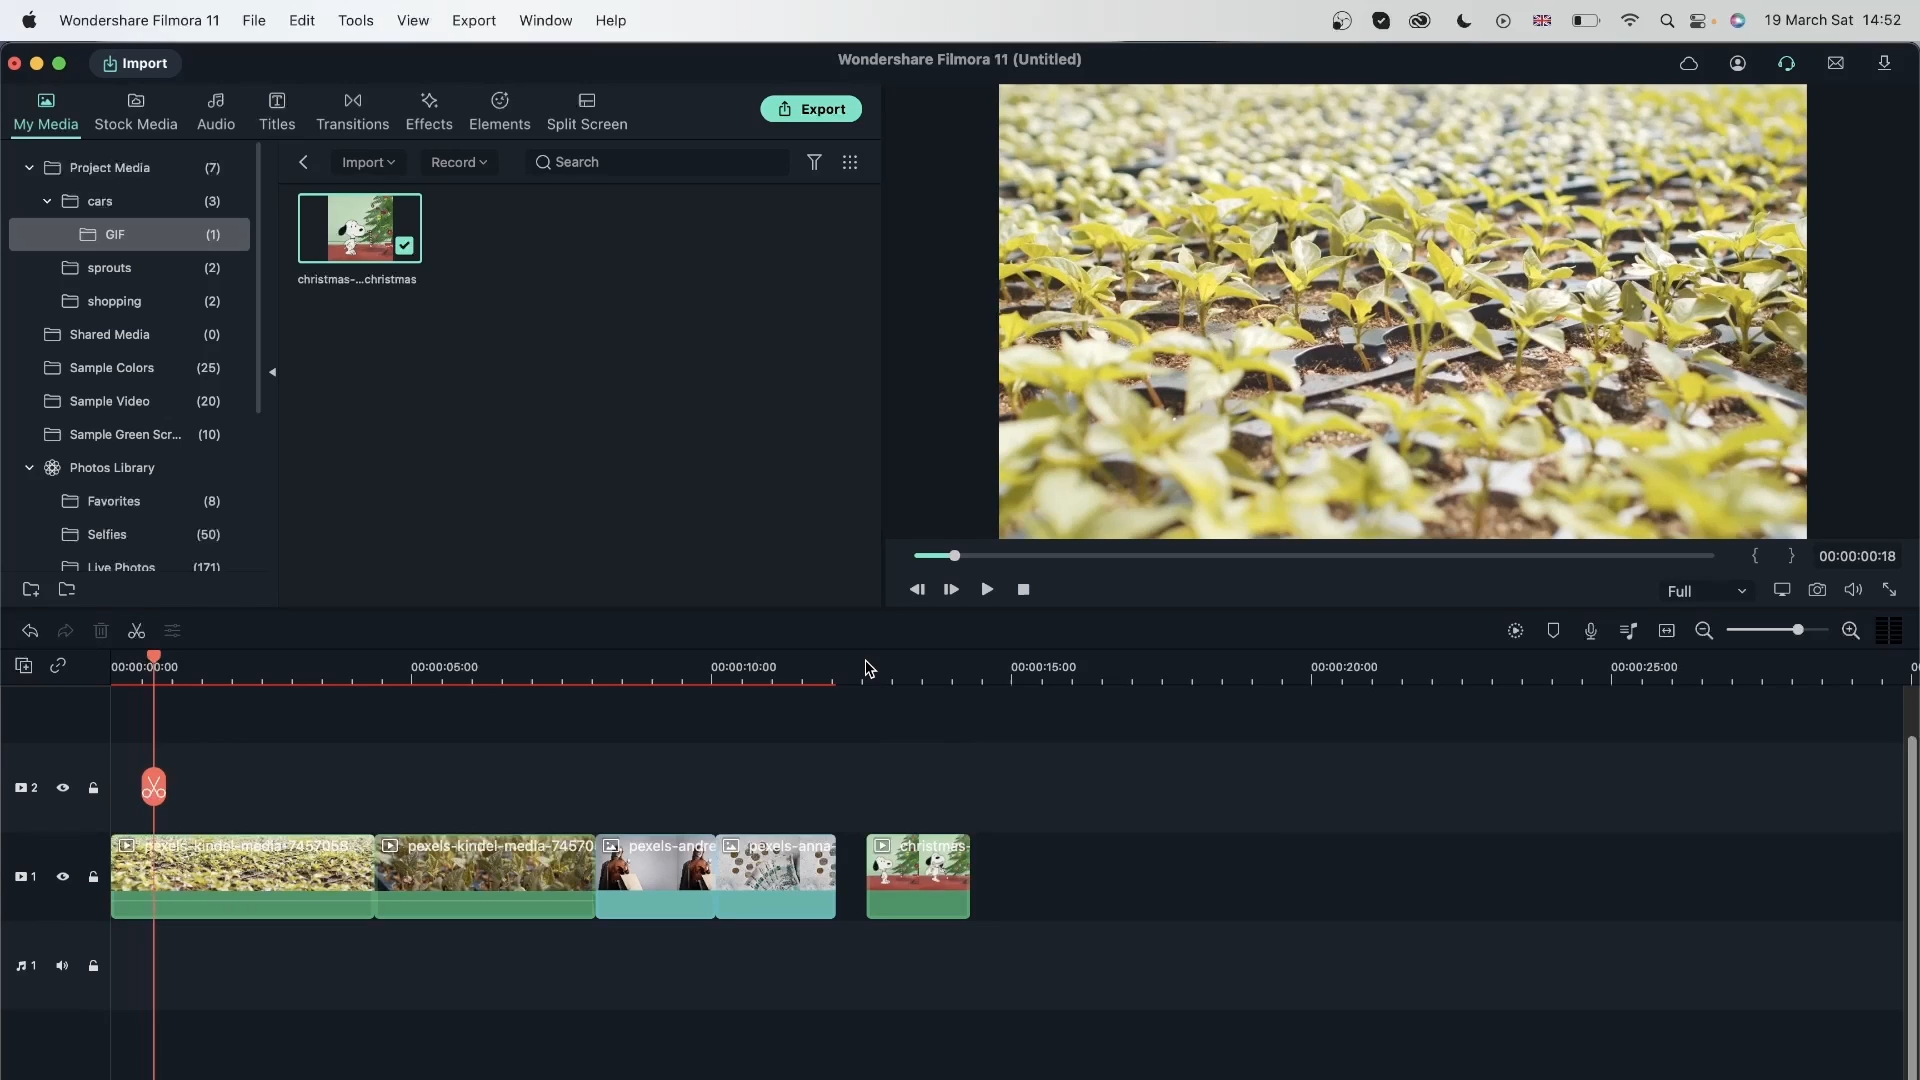 Wondershare Filmora 11 File Edit Tools View Export Window Help 19 March Sat 14:52
Import Wondershare Filmora 11 (Untitled)
My Media Stock Media Audio Titles Transitions Effects Elements Split Screen Export
Project Media (7) Import Record Search
cars (3)
GIF (1)
sprouts (2)
christmas-...christmas
shopping (2)
Shared Media (0)
Sample Colors (25)
Sample Video (20)
Sample Green Scr... (10)
Photos Library
Favorites (8)
Selfies (50)
Live Photos (171)
{ } 00:00:00:18
Full
00:00:00:00 00:00:05:00 00:00:10:00 00:00:15:00 00:00:20:00 00:00:25:00
2
pexels-kindel-media-7457058... pexels-kindel-media-74570 pexels-andre pexels-anna- christmas-
1
1